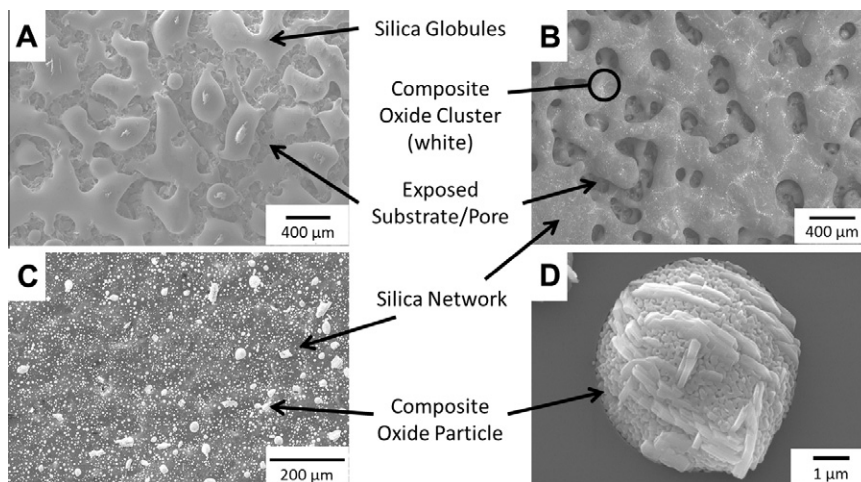 A
Silica Globules
B
Composite
Oxide Cluster
(white)
Exposed
Substrate/Pore
400 µm
400 µm
C
Silica Network
D
Composite
Oxide Particle
200 µm
1 µm